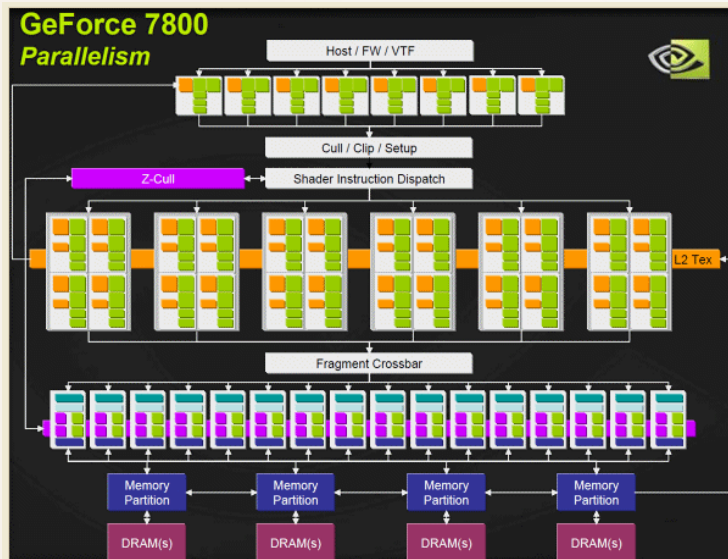 GeForce 7800
Parallelism
Host / FW / VTF
Cull / Clip / Setup
Z-Cull
Shader Instruction Dispatch
L2 Tex
Fragment Crossbar
Memory
Partition
Memory
Partition
Memory
Partition
Memory
Partition
DRAM(s)
DRAM(s)
DRAM(s)
DRAM(s)